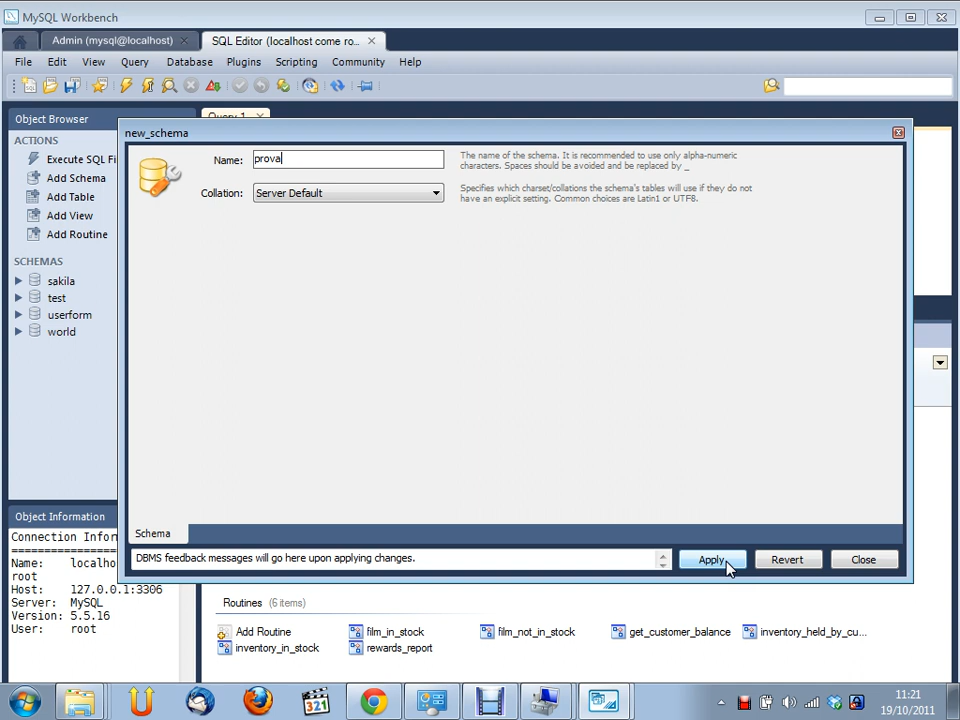 MySQL Workbench
Admin (mysql@localhost)
SQL Editor (localhost come ro...
File Edit View Query Database Plugins Scripting Community Help
Object Browser
Query 1
ACTIONS
Execute SQL Fi
Add Schema
Add Table
Add View
Add Routine
SCHEMAS
sakila
test
userform
world
new_schema
Name: prova
The name of the schema. It is recommended to use only alpha-numeric
characters. Spaces should be avoided and be replaced by _
Collation: Server Default
Specifies which charset/collations the schema's tables will use if they do not
have an explicit setting. Common choices are Latin1 or UTF8.
Schema
DBMS feedback messages will go here upon applying changes.
Apply Revert Close
Object Information
Connection Infor
Name: localho
root
Host: 127.0.0.1:3306
Server: MySQL
Version: 5.5.16
User: root
Routines (6 items)
Add Routine film_in_stock film_not_in_stock get_customer_balance inventory_held_by_cu...
inventory_in_stock rewards_report
321
11:21
19/10/2011